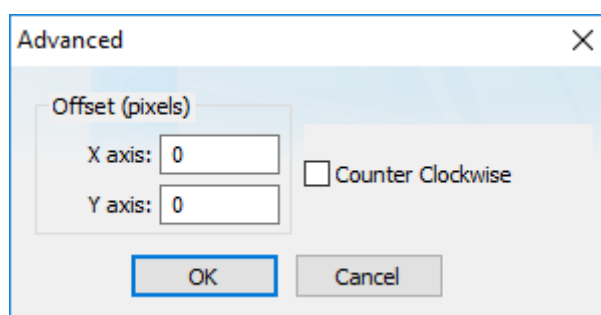 Advanced
Offset (pixels)
X axis: 0
Y axis: 0
Counter Clockwise
OK Cancel